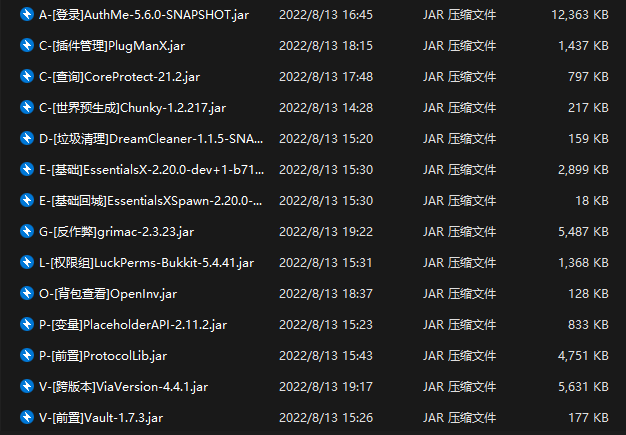 A-[登录]AuthMe-5.6.0-SNAPSHOT.jar 2022/8/13 16:45 JAR 压缩文件 12,363 KB
C-[插件管理]PlugManX.jar 2022/8/13 18:15 JAR 压缩文件 1,437 KB
C-[查询]CoreProtect-21.2.jar 2022/8/13 17:48 JAR 压缩文件 797 KB
C-[世界预生成]Chunky-1.2.217.jar 2022/8/13 14:28 JAR 压缩文件 217 KB
D-[垃圾清理]DreamCleaner-1.1.5-SNA... 2022/8/13 15:20 JAR 压缩文件 159 KB
E-[基础]EssentialsX-2.20.0-dev+1-b71... 2022/8/13 15:30 JAR 压缩文件 2,899 KB
E-[基础回城]EssentialsXSpawn-2.20.0-... 2022/8/13 15:30 JAR 压缩文件 18 KB
G-[反作弊]grimac-2.3.23.jar 2022/8/13 19:22 JAR 压缩文件 5,487 KB
L-[权限组]LuckPerms-Bukkit-5.4.41.jar 2022/8/13 15:31 JAR 压缩文件 1,368 KB
O-[背包查看]OpenInv.jar 2022/8/13 18:37 JAR 压缩文件 128 KB
P-[变量]PlaceholderAPI-2.11.2.jar 2022/8/13 15:23 JAR 压缩文件 833 KB
P-[前置]ProtocolLib.jar 2022/8/13 15:43 JAR 压缩文件 4,751 KB
V-[跨版本]ViaVersion-4.4.1.jar 2022/8/13 19:17 JAR 压缩文件 5,631 KB
V-[前置]Vault-1.7.3.jar 2022/8/13 15:26 JAR 压缩文件 177 KB